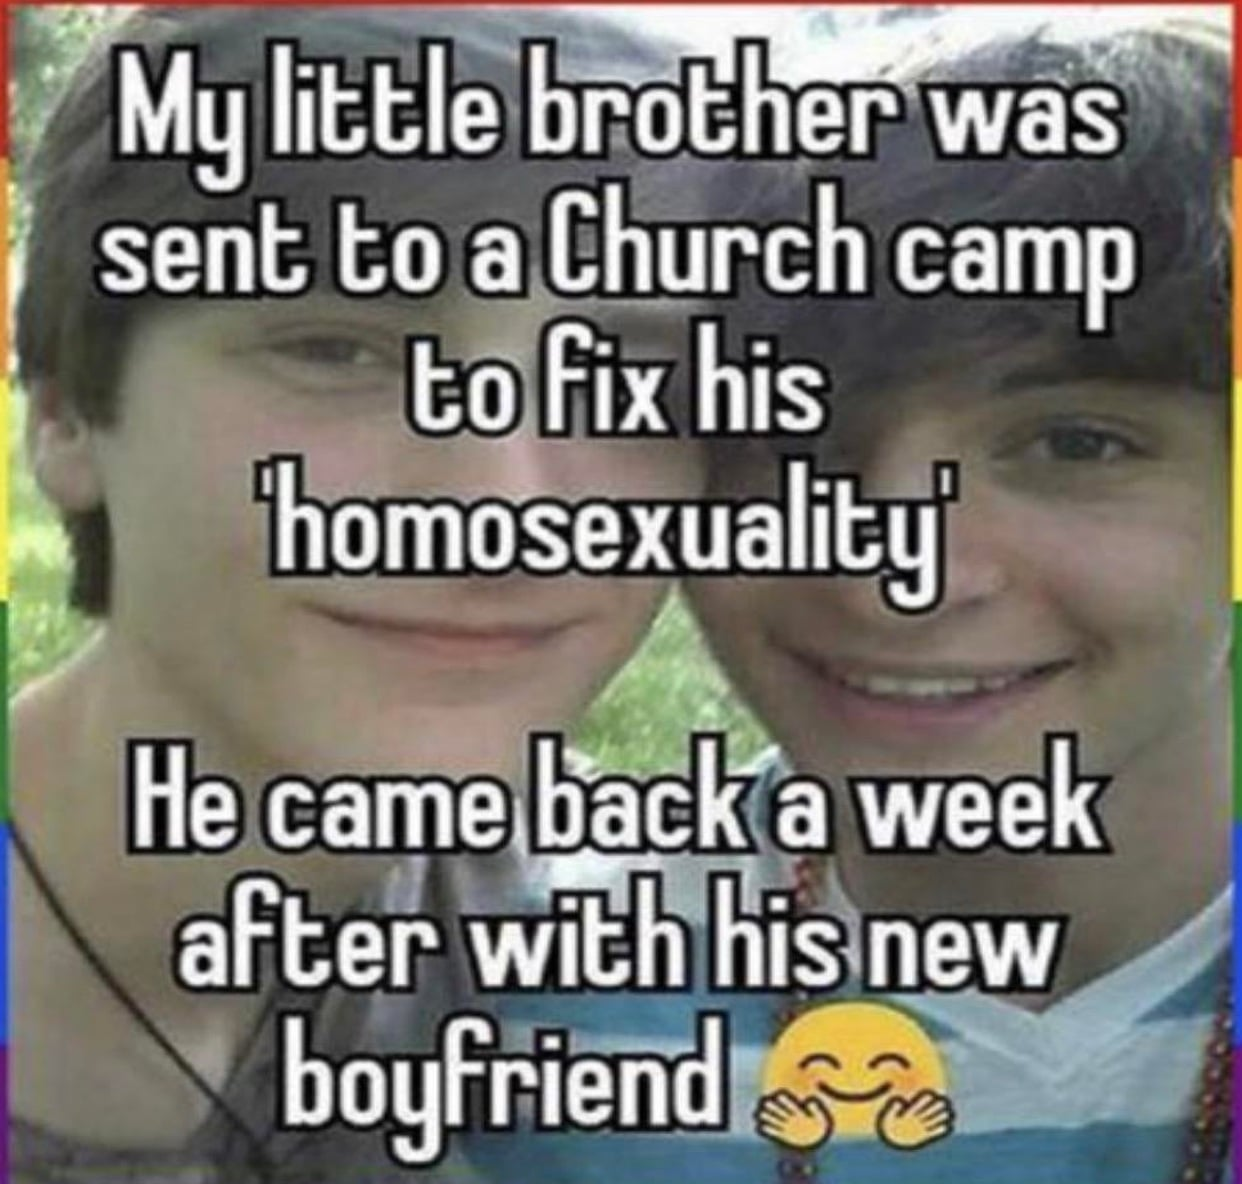 My little brother was
sent to a Church camp
to fix his
'homosexuality'
He came back a week
after with his new
boyfriend 🤗